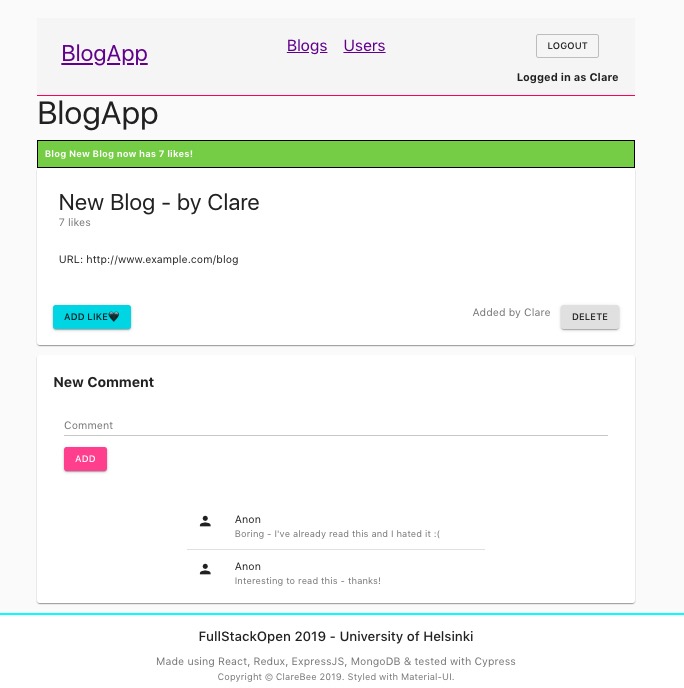 BlogApp
Blogs Users
LOGOUT
Logged in as Clare
BlogApp
Blog New Blog now has 7 likes!
New Blog - by Clare
7 likes
URL: http://www.example.com/blog
ADD LIKE🖤
Added by Clare
DELETE
New Comment
Comment
ADD
Anon
Boring - I've already read this and I hated it :(
Anon
Interesting to read this - thanks!
FullStackOpen 2019 - University of Helsinki
Made using React, Redux, ExpressJS, MongoDB & tested with Cypress
Copyright © ClareBee 2019. Styled with Material-UI.